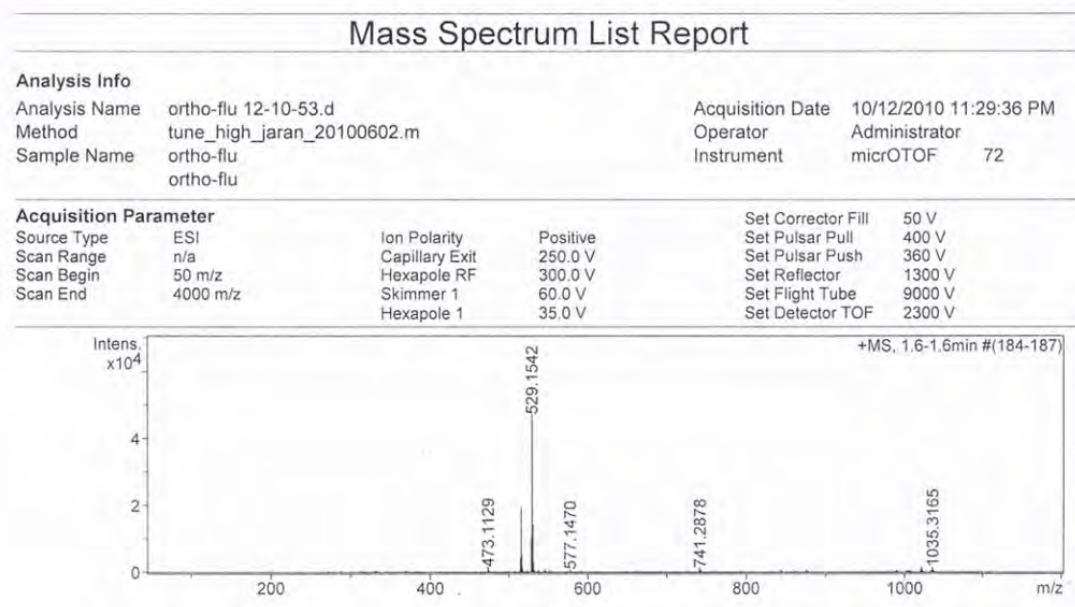 Mass Spectrum List Report
Analysis Info
Analysis Name ortho-flu 12-10-53.d Acquisition Date 10/12/2010 11:29:36 PM
Method tune_high_jaran_20100602.m Operator Administrator
Sample Name ortho-flu Instrument micrOTOF 72
ortho-flu
Acquisition Parameter Set Corrector Fill 50 V
Source Type ESI Ion Polarity Positive Set Pulsar Pull 400 V
Scan Range n/a Capillary Exit 250.0 V Set Pulsar Push 360 V
Scan Begin 50 m/z Hexapole RF 300.0 V Set Reflector 1300 V
Scan End 4000 m/z Skimmer 1 60.0 V Set Flight Tube 9000 V
Hexapole 1 35.0 V Set Detector TOF 2300 V
Intens.
x10⁴
+MS, 1.6-1.6min #(184-187)
529.1542
4
2
0
473.1129
577.1470
741.2878
1035.3165
200 400 600 800 1000 m/z